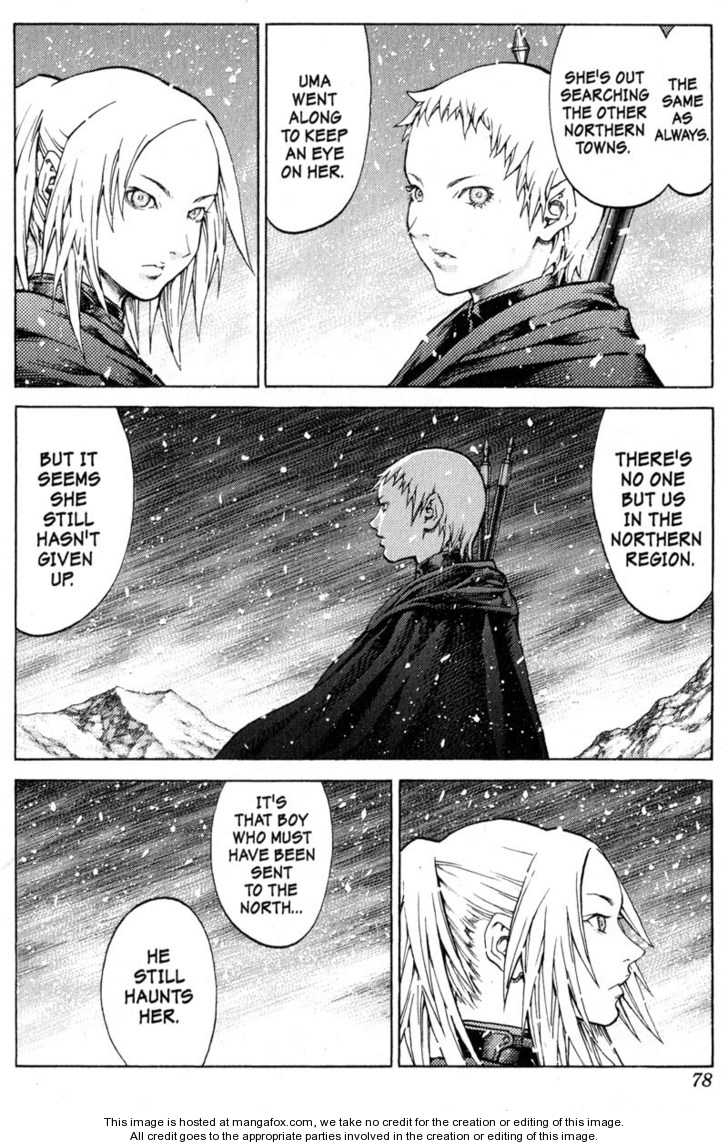 THE
SAME
AS
ALWAYS.
SHE'S OUT
SEARCHING
THE OTHER
NORTHERN
TOWNS.
UMA
WENT
ALONG
TO KEEP
AN EYE
ON HER.
THERE'S
NO ONE
BUT US
IN THE
NORTHERN
REGION.
BUT IT
SEEMS
SHE
STILL
HASN'T
GIVEN
UP.
IT'S
THAT BOY
WHO MUST
HAVE BEEN
SENT
TO THE
NORTH...
HE
STILL
HAUNTS
HER.
78
This image is hosted at mangafox.com, we take no credit for the creation or editing of this image.
All credit goes to the appropriate parties involved in the creation or editing of this image.